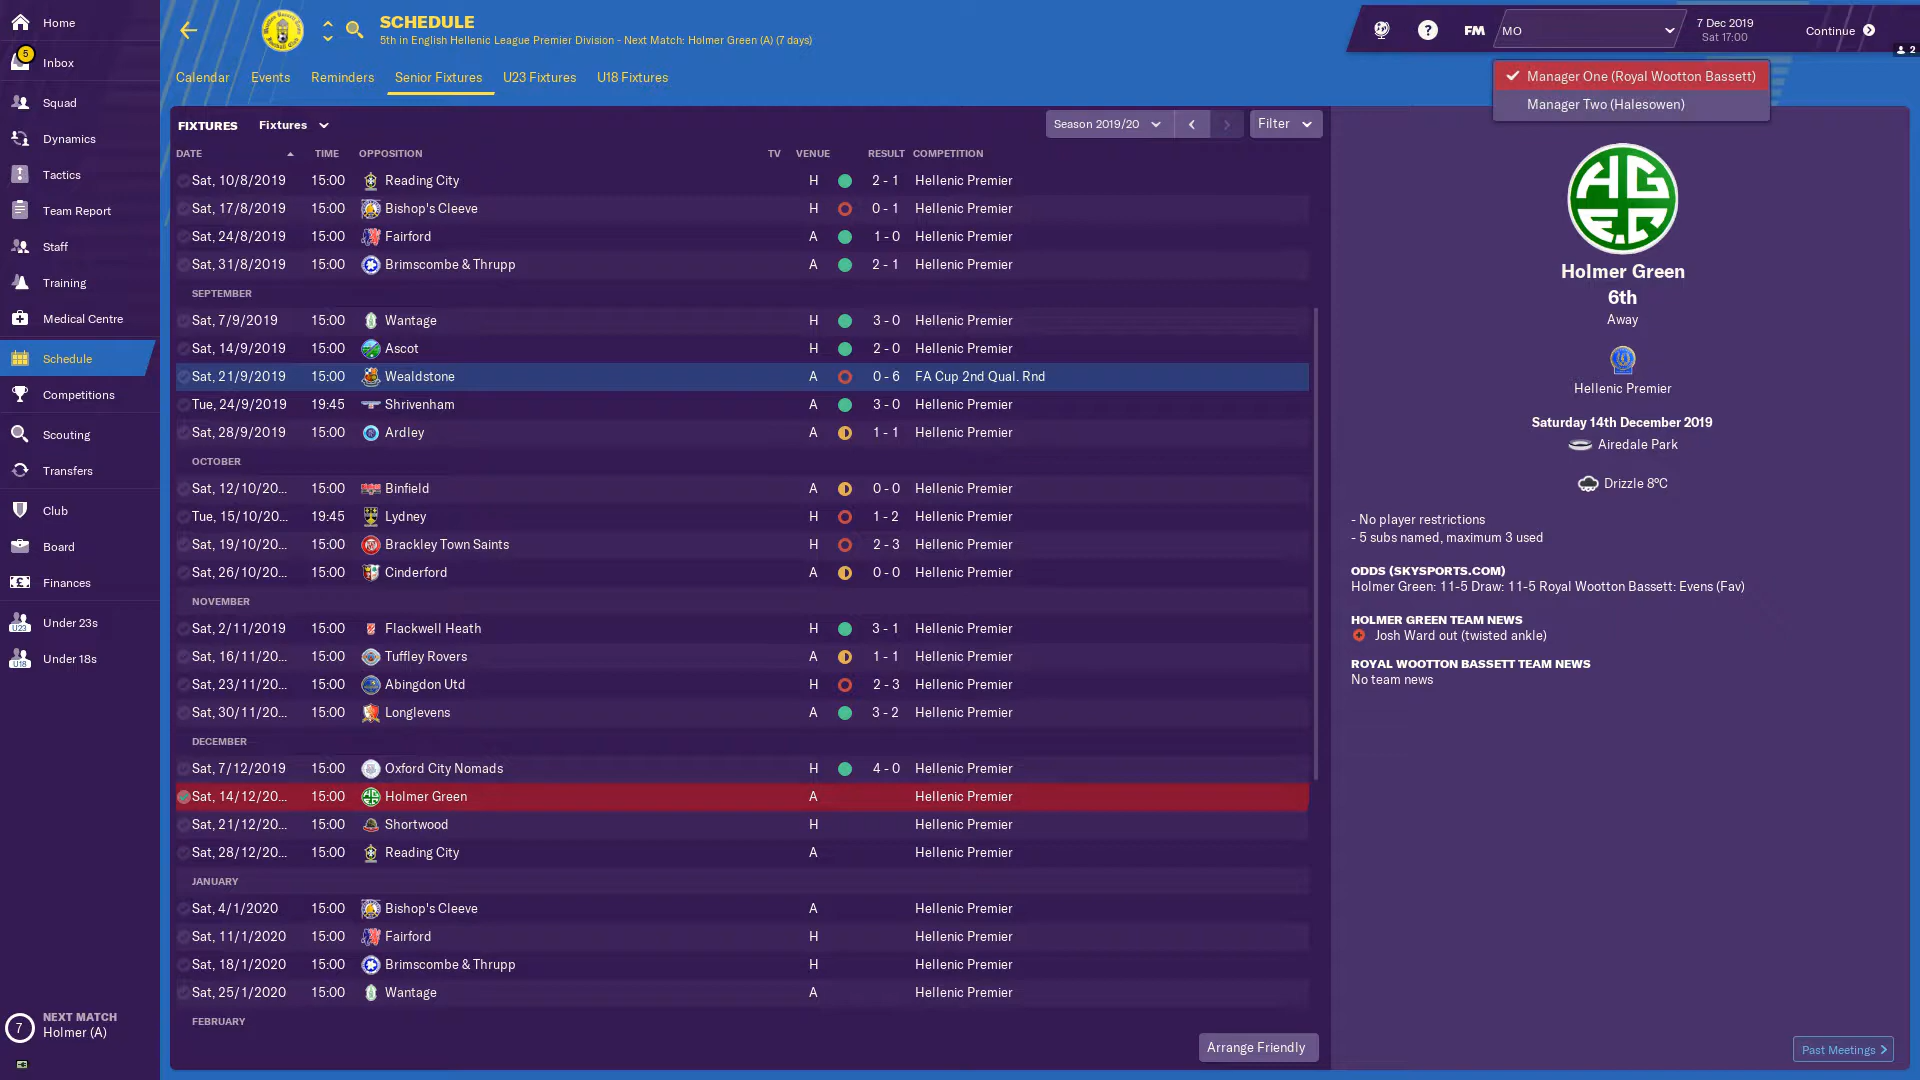 Home
5
Inbox
Squad
Dynamics
Tactics
Team Report
Staff
Training
Medical Centre
Schedule
Competitions
Scouting
Transfers
Club
Board
Finances
U23
Under 23s
U18
Under 18s
7
NEXT MATCH
Holmer (A)
SCHEDULE
5th in English Hellenic League Premier Division - Next Match: Holmer Green (A) (7 days)
? FM MO
7 Dec 2019
Sat 17:00
Continue
2
Manager One (Royal Wootton Bassett)
Manager Two (Halesowen)
Calendar Events Reminders Senior Fixtures U23 Fixtures U18 Fixtures
FIXTURES Fixtures Season 2019/20 Filter
DATE TIME OPPOSITION TV VENUE RESULT COMPETITION
Sat, 10/8/2019 15:00 Reading City H 2 - 1 Hellenic Premier
Sat, 17/8/2019 15:00 Bishop's Cleeve H 0 - 1 Hellenic Premier
Sat, 24/8/2019 15:00 Fairford A 1 - 0 Hellenic Premier
Sat, 31/8/2019 15:00 Brimscombe & Thrupp A 2 - 1 Hellenic Premier
SEPTEMBER
Sat, 7/9/2019 15:00 Wantage H 3 - 0 Hellenic Premier
Sat, 14/9/2019 15:00 Ascot H 2 - 0 Hellenic Premier
Sat, 21/9/2019 15:00 Wealdstone A 0 - 6 FA Cup 2nd Qual. Rnd
Tue, 24/9/2019 19:45 Shrivenham A 3 - 0 Hellenic Premier
Sat, 28/9/2019 15:00 Ardley A 1 - 1 Hellenic Premier
OCTOBER
Sat, 12/10/20... 15:00 Binfield A 0 - 0 Hellenic Premier
Tue, 15/10/20... 19:45 Lydney H 1 - 2 Hellenic Premier
Sat, 19/10/20... 15:00 Brackley Town Saints H 2 - 3 Hellenic Premier
Sat, 26/10/20... 15:00 Cinderford A 0 - 0 Hellenic Premier
NOVEMBER
Sat, 2/11/2019 15:00 Flackwell Heath H 3 - 1 Hellenic Premier
Sat, 16/11/20... 15:00 Tuffley Rovers A 1 - 1 Hellenic Premier
Sat, 23/11/20... 15:00 Abingdon Utd H 2 - 3 Hellenic Premier
Sat, 30/11/20... 15:00 Longlevens A 3 - 2 Hellenic Premier
DECEMBER
Sat, 7/12/2019 15:00 Oxford City Nomads H 4 - 0 Hellenic Premier
Sat, 14/12/20... 15:00 Holmer Green A Hellenic Premier
Sat, 21/12/20... 15:00 Shortwood H Hellenic Premier
Sat, 28/12/20... 15:00 Reading City A Hellenic Premier
JANUARY
Sat, 4/1/2020 15:00 Bishop's Cleeve A Hellenic Premier
Sat, 11/1/2020 15:00 Fairford H Hellenic Premier
Sat, 18/1/2020 15:00 Brimscombe & Thrupp H Hellenic Premier
Sat, 25/1/2020 15:00 Wantage A Hellenic Premier
FEBRUARY
Arrange Friendly
HG
F.C
Holmer Green
6th
Away
Hellenic Premier
Saturday 14th December 2019
Airedale Park
Drizzle 8ºC
- No player restrictions
- 5 subs named, maximum 3 used
ODDS (SKYSPORTS.COM)
Holmer Green: 11-5 Draw: 11-5 Royal Wootton Bassett: Evens (Fav)
HOLMER GREEN TEAM NEWS
Josh Ward out (twisted ankle)
ROYAL WOOTTON BASSETT TEAM NEWS
No team news
Past Meetings